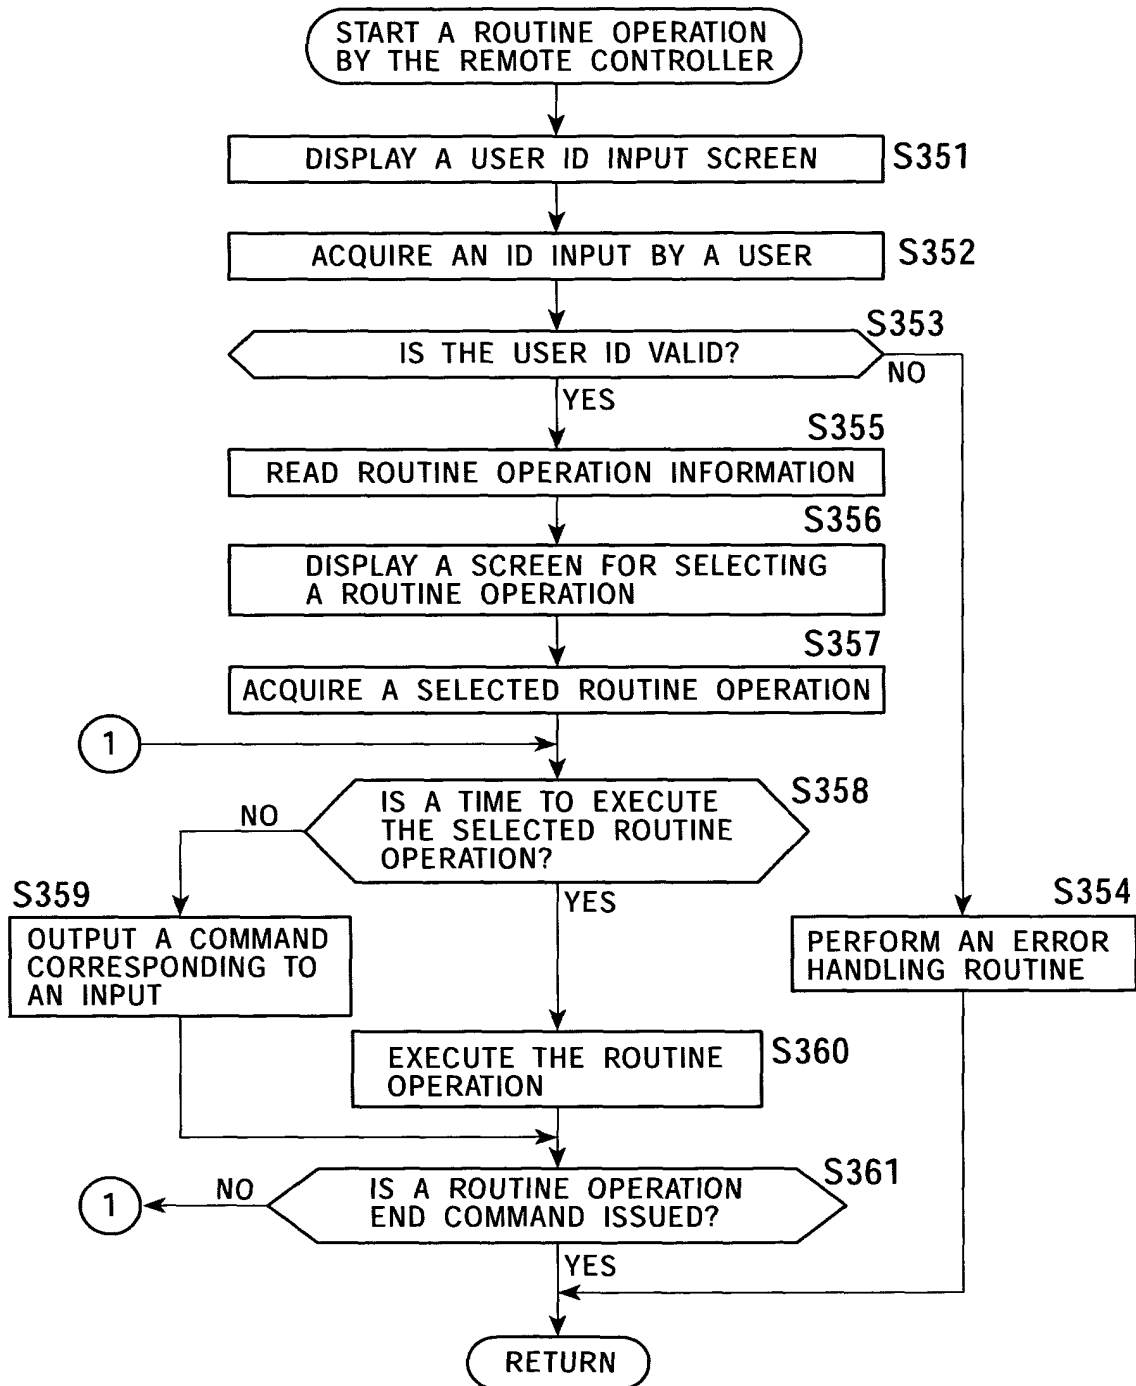 START A ROUTINE OPERATION
BY THE REMOTE CONTROLLER
DISPLAY A USER ID INPUT SCREEN
S351
ACQUIRE AN ID INPUT BY A USER
S352
S353
IS THE USER ID VALID?
NO
YES
S355
READ ROUTINE OPERATION INFORMATION
S356
DISPLAY A SCREEN FOR SELECTING
A ROUTINE OPERATION
S357
ACQUIRE A SELECTED ROUTINE OPERATION
1
S358
IS A TIME TO EXECUTE
THE SELECTED ROUTINE
OPERATION?
NO
YES
S359
OUTPUT A COMMAND
CORRESPONDING TO
AN INPUT
S354
PERFORM AN ERROR
HANDLING ROUTINE
S360
EXECUTE THE ROUTINE
OPERATION
S361
IS A ROUTINE OPERATION
END COMMAND ISSUED?
NO
1
YES
RETURN